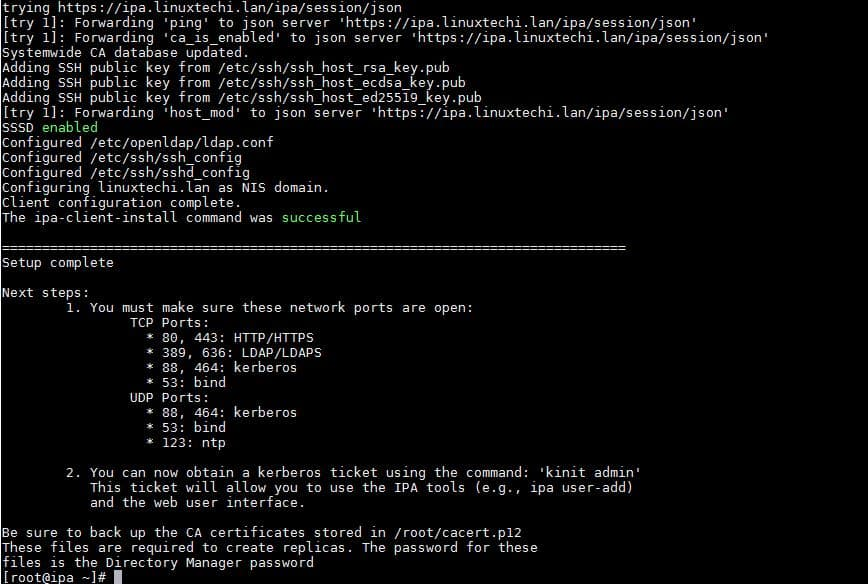 trying https://ipa.linuxtechi.lan/ipa/session/json
[try 1]: Forwarding 'ping' to json server 'https://ipa.linuxtechi.lan/ipa/session/json'
[try 1]: Forwarding 'ca_is_enabled' to json server 'https://ipa.linuxtechi.lan/ipa/session/json'
Systemwide CA database updated.
Adding SSH public key from /etc/ssh/ssh_host_rsa_key.pub
Adding SSH public key from /etc/ssh/ssh_host_ecdsa_key.pub
Adding SSH public key from /etc/ssh/ssh_host_ed25519_key.pub
[try 1]: Forwarding 'host_mod' to json server 'https://ipa.linuxtechi.lan/ipa/session/json'
SSSD enabled
Configured /etc/openldap/ldap.conf
Configured /etc/ssh/ssh_config
Configured /etc/ssh/sshd_config
Configuring linuxtechi.lan as NIS domain.
Client configuration complete.
The ipa-client-install command was successful
==============================================================================
Setup complete
Next steps:
1. You must make sure these network ports are open:
TCP Ports:
* 80, 443: HTTP/HTTPS
* 389, 636: LDAP/LDAPS
* 88, 464: kerberos
* 53: bind
UDP Ports:
* 88, 464: kerberos
* 53: bind
* 123: ntp
2. You can now obtain a kerberos ticket using the command: 'kinit admin'
This ticket will allow you to use the IPA tools (e.g., ipa user-add)
and the web user interface.
Be sure to back up the CA certificates stored in /root/cacert.p12
These files are required to create replicas. The password for these
files is the Directory Manager password
[root@ipa ~]#